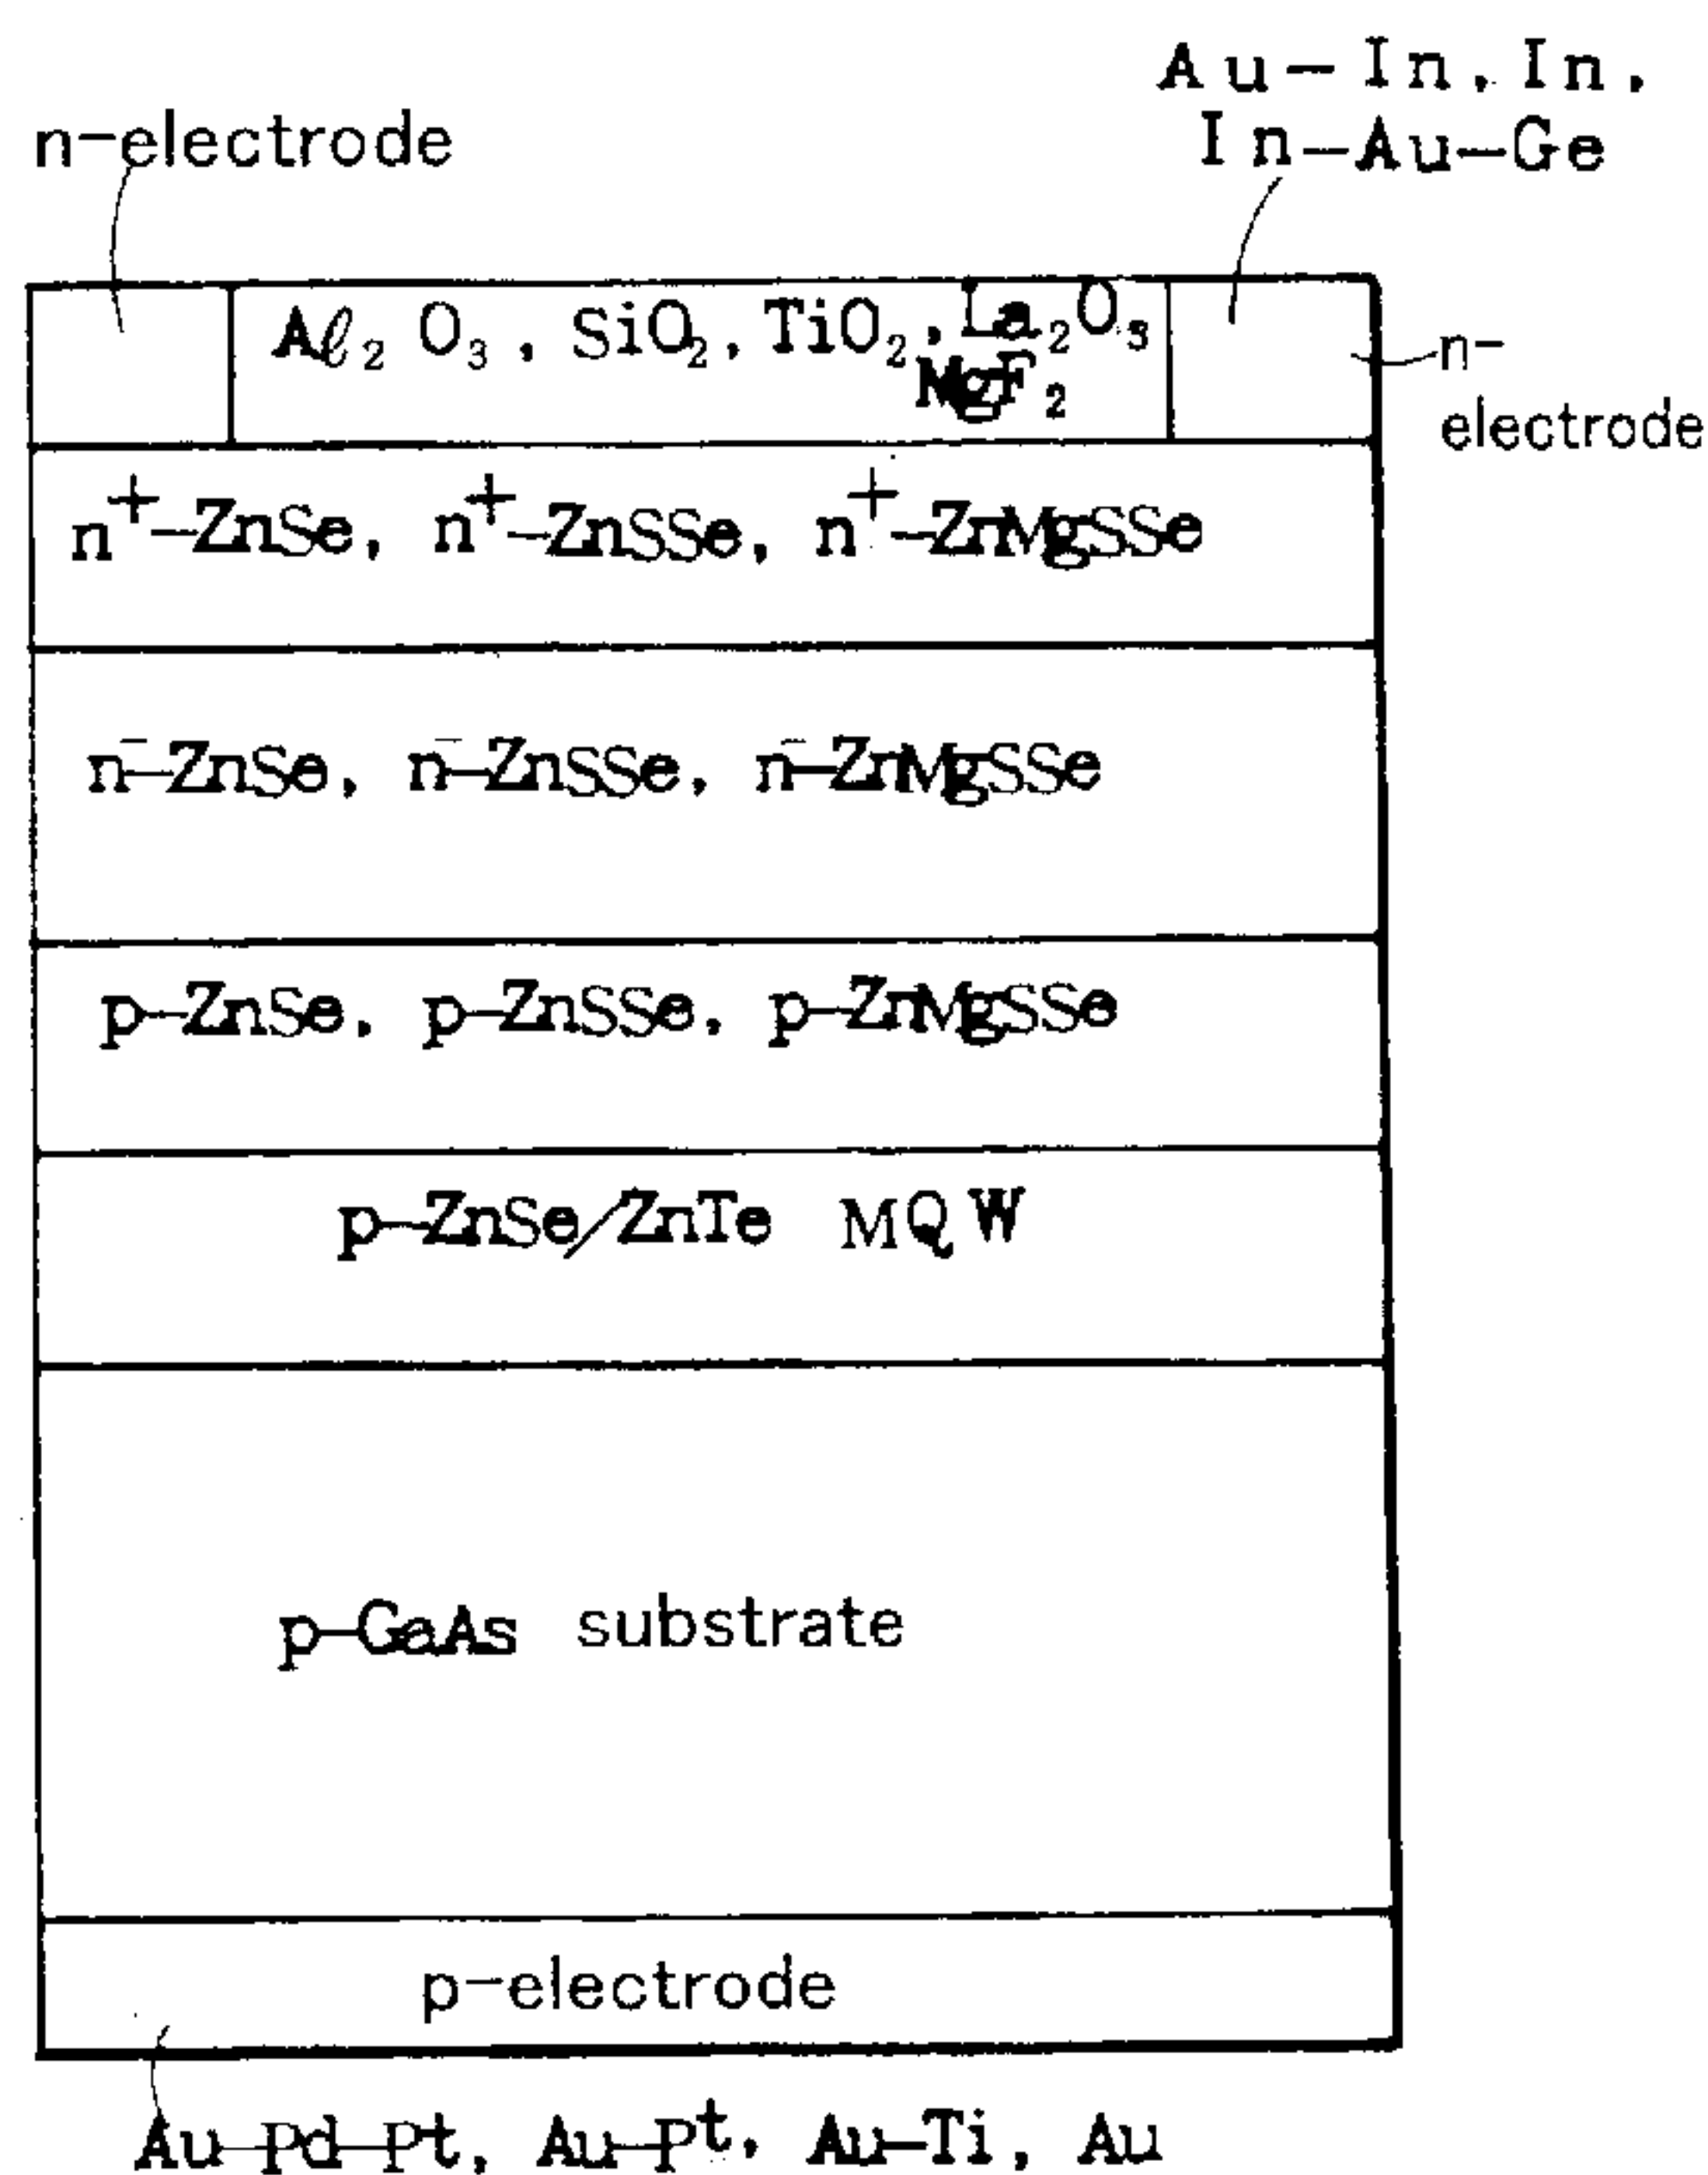 Au-In, In,
In-Au-Ge
n-electrode
Aℓ₂O₃, SiO₂, TiO₂, La₂O₃
MgF₂
n-
electrode
n⁺-ZnSe, n⁺-ZnSSe, n⁺-ZnMgSSe
n⁻-ZnSe, n⁻-ZnSSe, n⁻-ZnMgSSe
p-ZnSe, p-ZnSSe, p-ZnMgSSe
p-ZnSe/ZnTe MQW
p-GaAs substrate
p-electrode
Au-Pd-Pt, Au-Pt, Au-Ti, Au